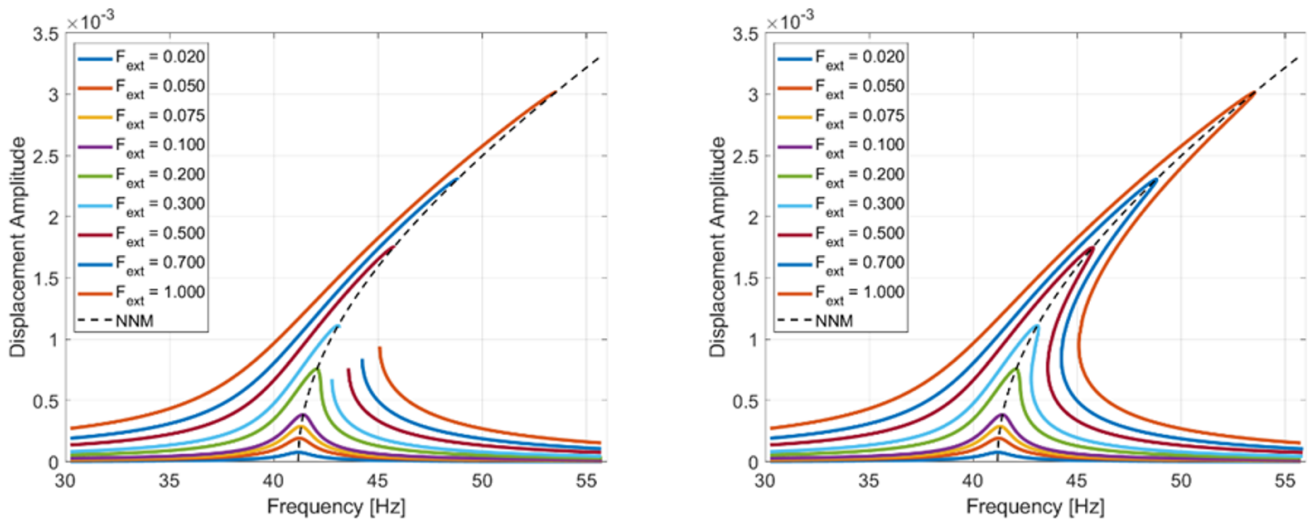 ×10⁻³
3.5
3
2.5
2
1.5
1
0.5
0
Displacement Amplitude
F_ext = 0.020
F_ext = 0.050
F_ext = 0.075
F_ext = 0.100
F_ext = 0.200
F_ext = 0.300
F_ext = 0.500
F_ext = 0.700
F_ext = 1.000
NNM
30 35 40 45 50 55
Frequency [Hz]
×10⁻³
3.5
3
2.5
2
1.5
1
0.5
0
Displacement Amplitude
F_ext = 0.020
F_ext = 0.050
F_ext = 0.075
F_ext = 0.100
F_ext = 0.200
F_ext = 0.300
F_ext = 0.500
F_ext = 0.700
F_ext = 1.000
NNM
30 35 40 45 50 55
Frequency [Hz]